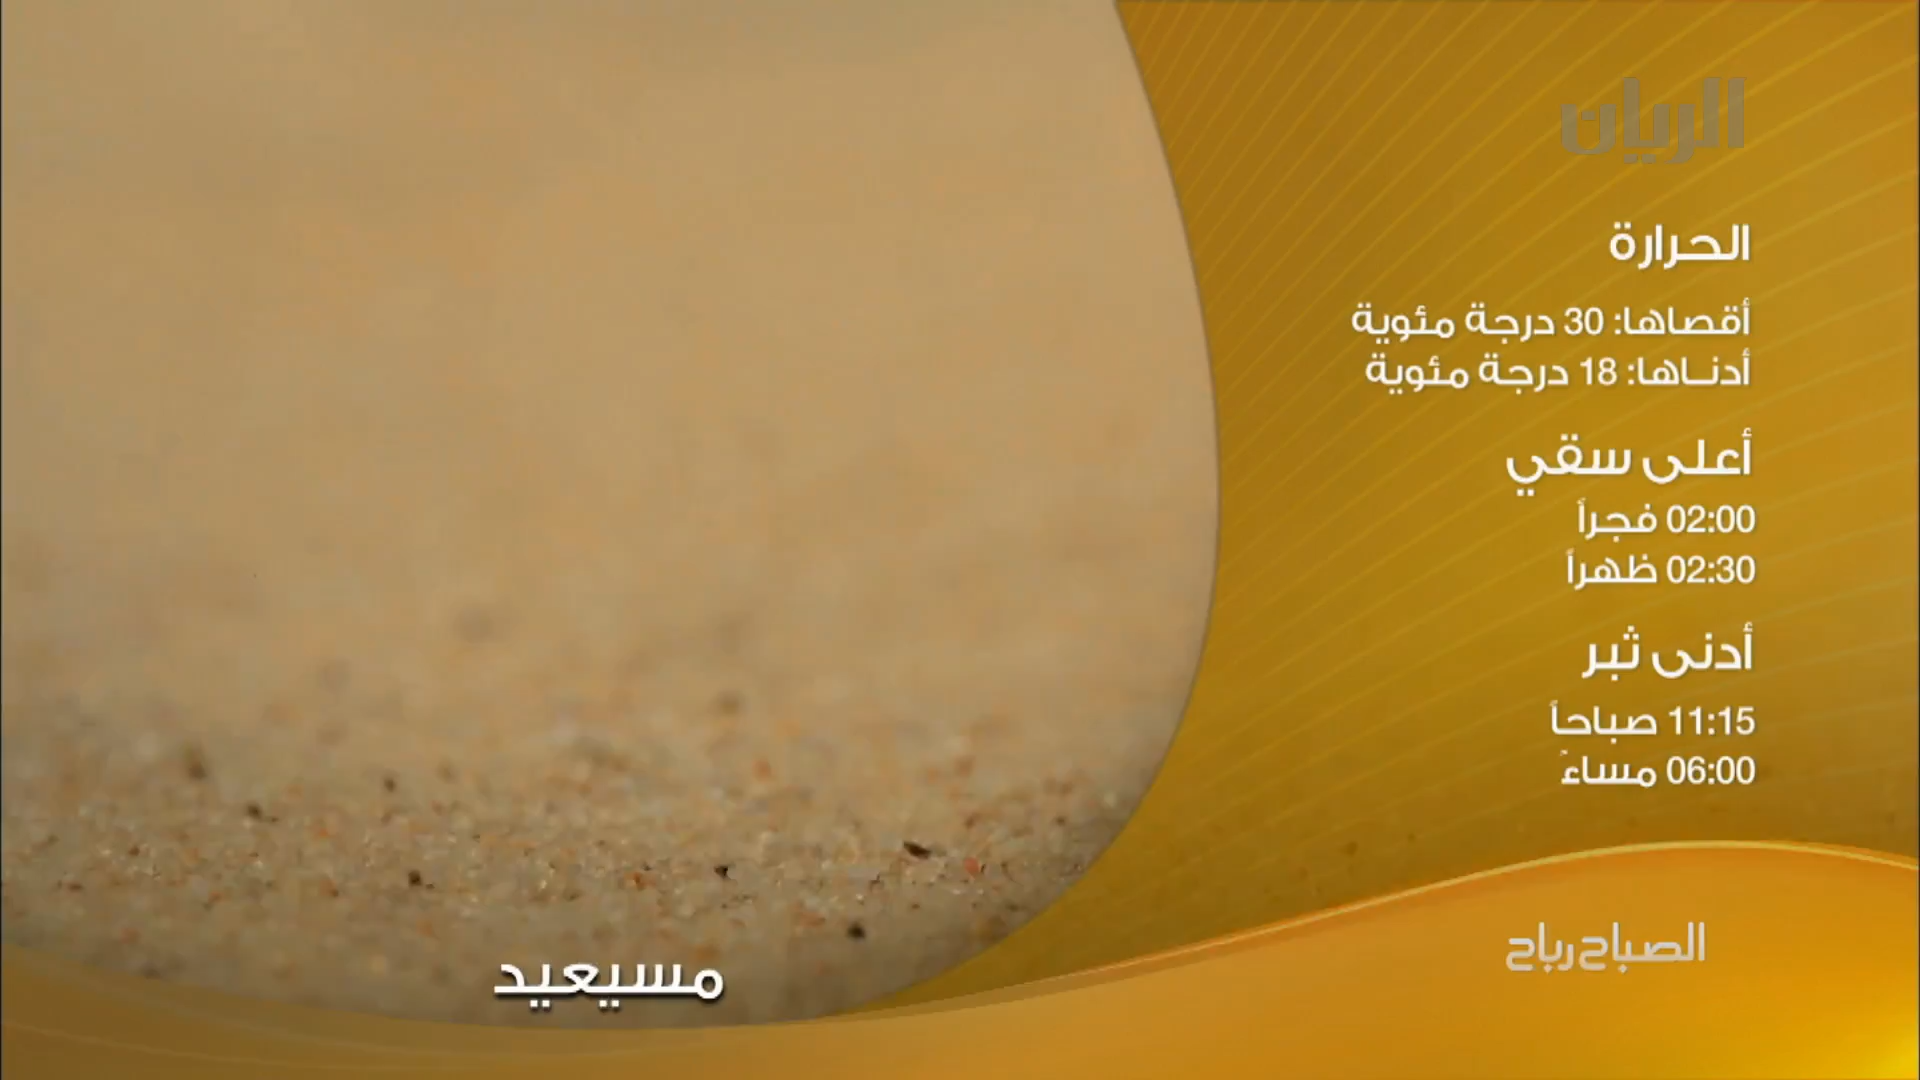 الريان
الحرارة
أقصاها: 30 درجة مئوية
أدناها: 18 درجة مئوية
أعلى سقي
02:00 فجراً
02:30 ظهراً
أدنى ثبر
11:15 صباحاً
06:00 مساءً
الصباح رباح
مسيعيد